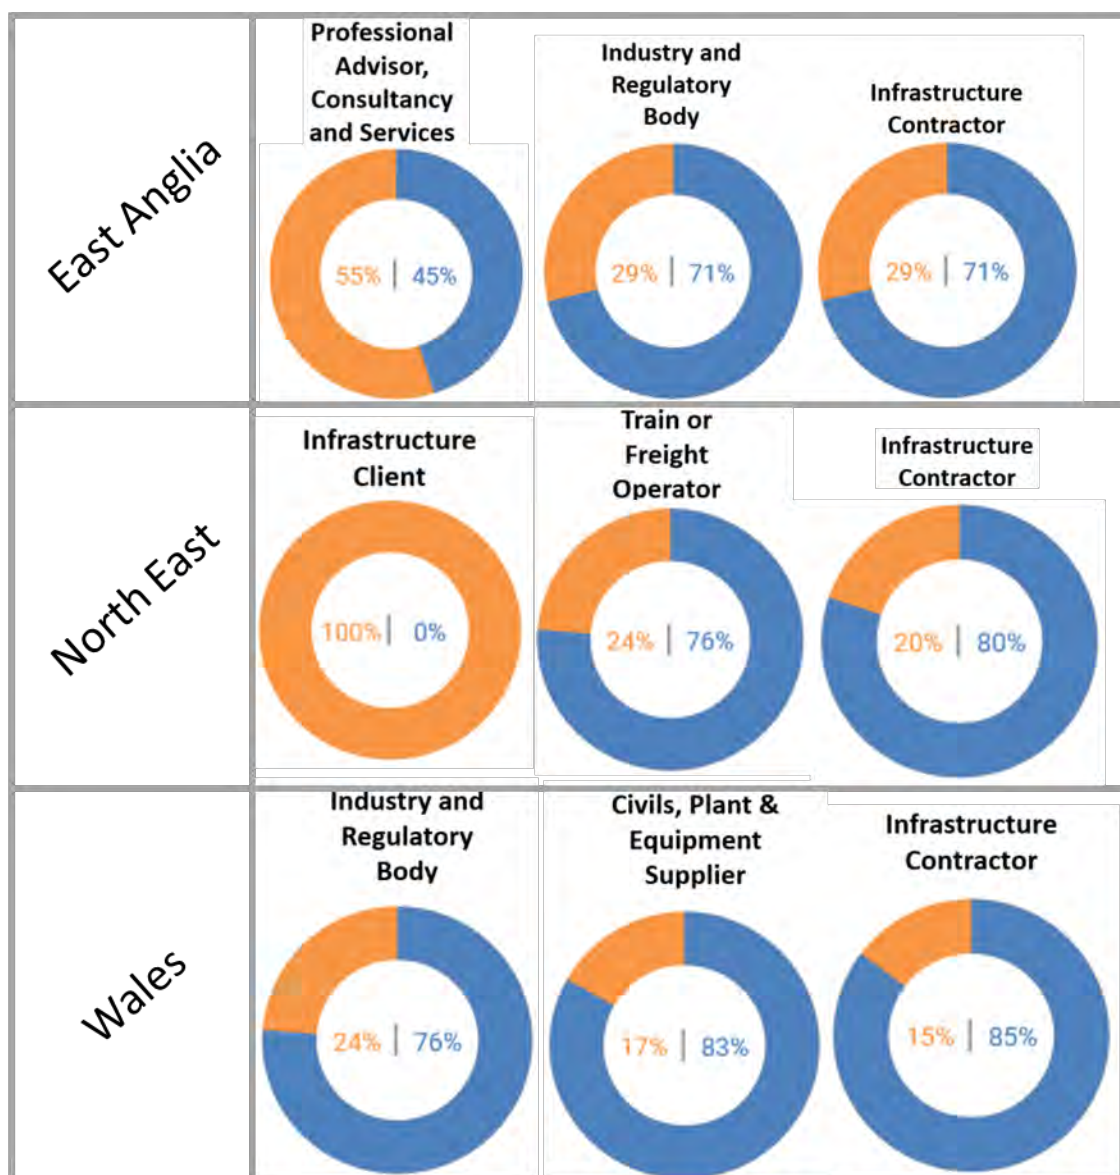 East Anglia
Professional
Advisor,
Consultancy
and Services
55% | 45%
Industry and
Regulatory
Body
29% | 71%
Infrastructure
Contractor
29% | 71%
North East
Infrastructure
Client
100% | 0%
Train or
Freight
Operator
24% | 76%
Infrastructure
Contractor
20% | 80%
Wales
Industry and
Regulatory
Body
24% | 76%
Civils, Plant &
Equipment
Supplier
17% | 83%
Infrastructure
Contractor
15% | 85%